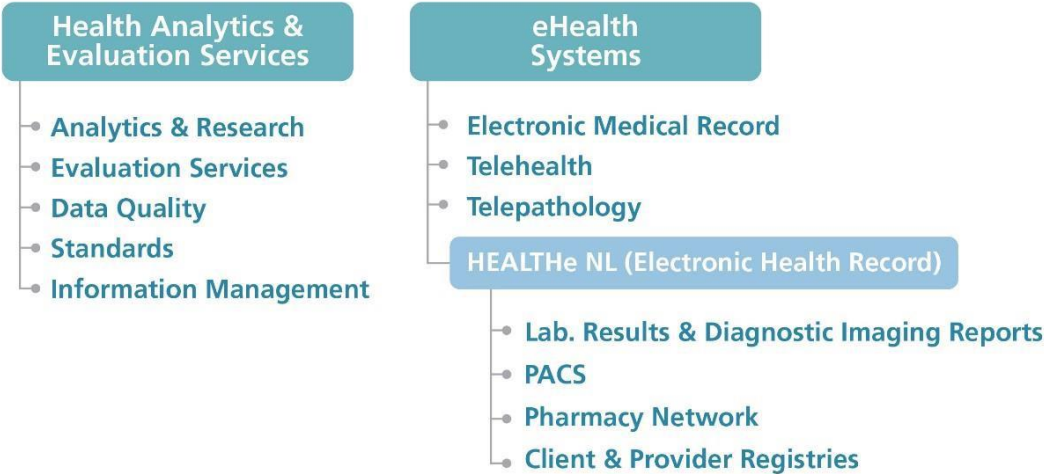 Health Analytics &
Evaluation Services
Analytics & Research
Evaluation Services
Data Quality
Standards
Information Management
eHealth
Systems
Electronic Medical Record
Telehealth
Telepathology
HEALTHe NL (Electronic Health Record)
Lab. Results & Diagnostic Imaging Reports
PACS
Pharmacy Network
Client & Provider Registries